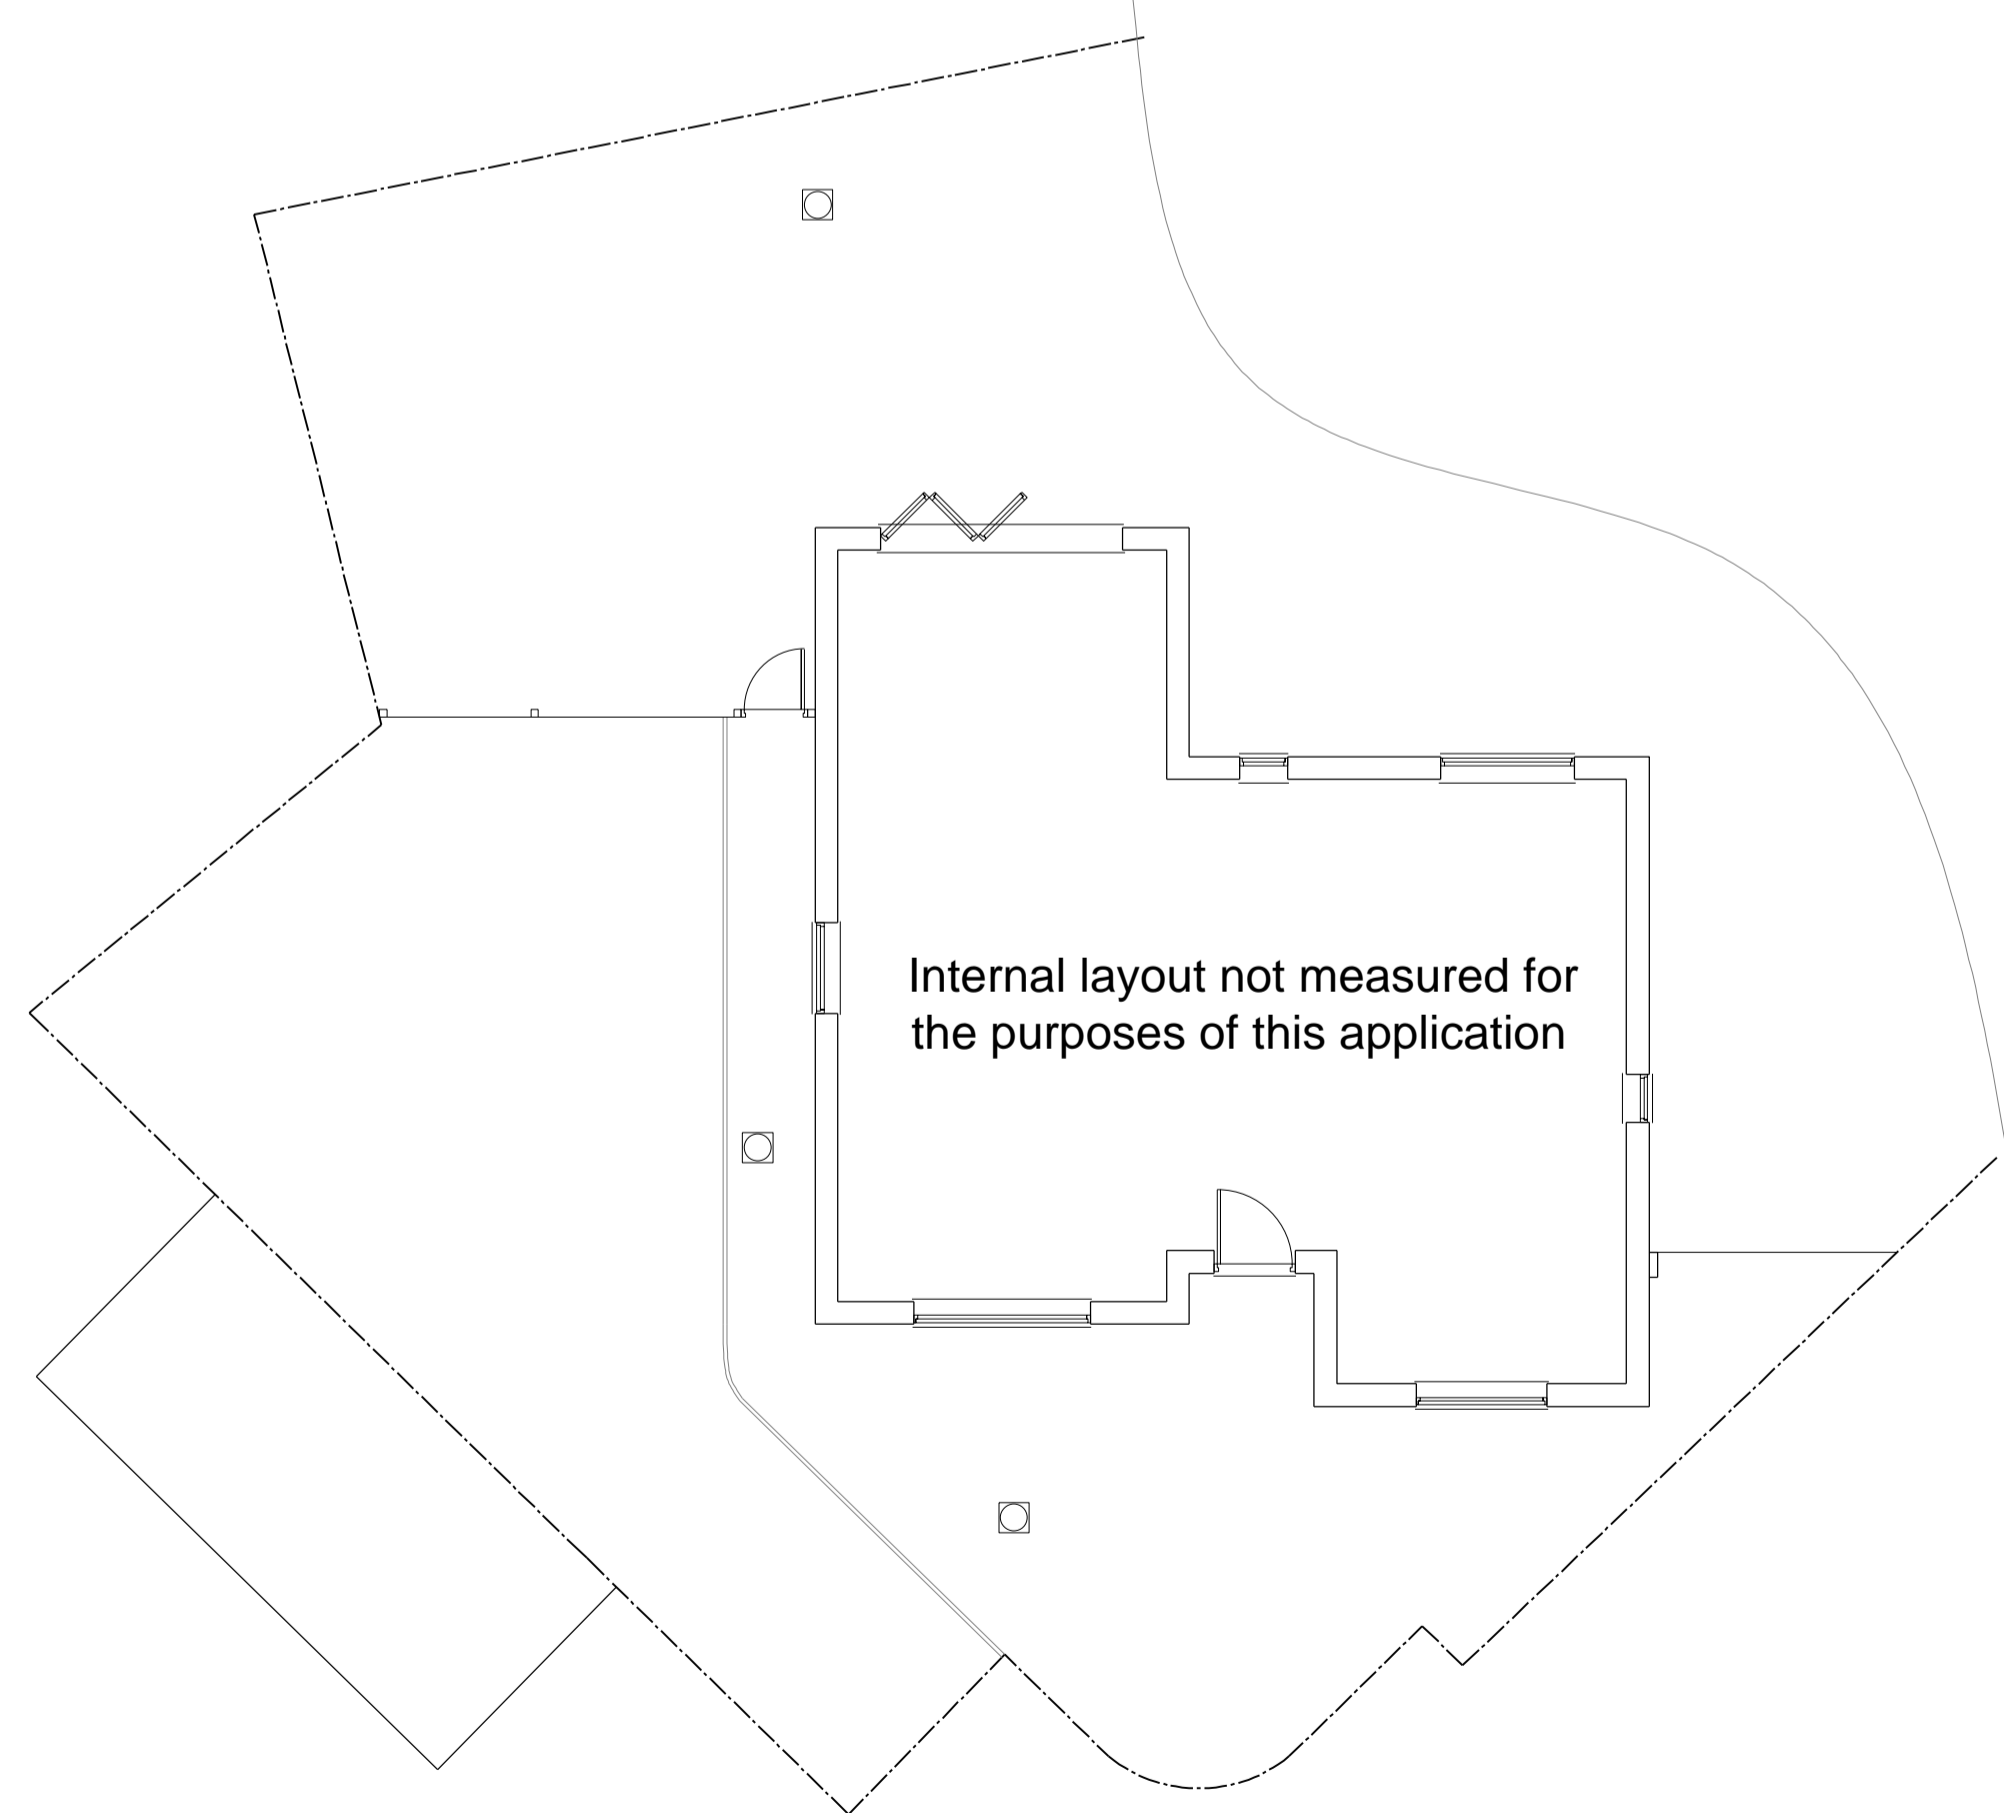 Internal layout not measured for
the purposes of this application